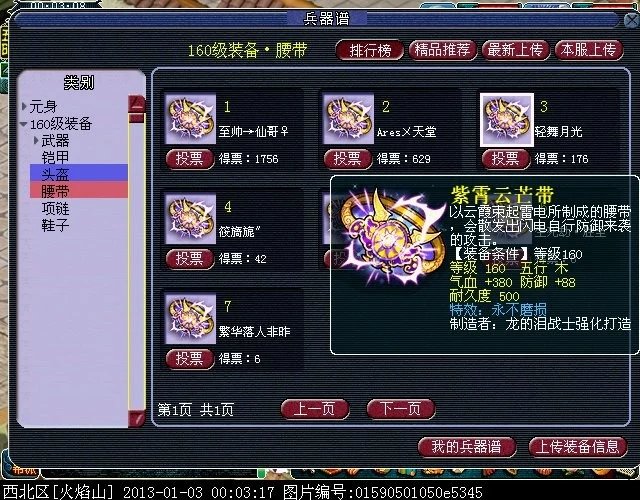 兵器谱
160级装备·腰带
排行榜
精品推荐
最新上传
本服上传
类别
元身
160级装备
武器
铠甲
头盔
腰带
项链
鞋子
1
至帅→仙哥♀
投票
得票：1756
2
Ares乄天堂
投票
得票：629
3
轻舞月光
投票
得票：176
4
投票
得票：42
7
繁华落人非昨
投票
得票：6
紫霄云芒带
以云霞束起雷电所制成的腰带
，会散发出闪电自行防御来袭
的攻击。
【装备条件】等级160
等级 160 五行 木
气血 +380 防御 +88
耐久度 500
特效：永不磨损
制造者：龙的泪战士强化打造
第1页 共1页
上一页
下一页
我的兵器谱
上传装备信息
西北区[火焰山] 2013-01-03 00:03:17 图片编号:01590501050e5345